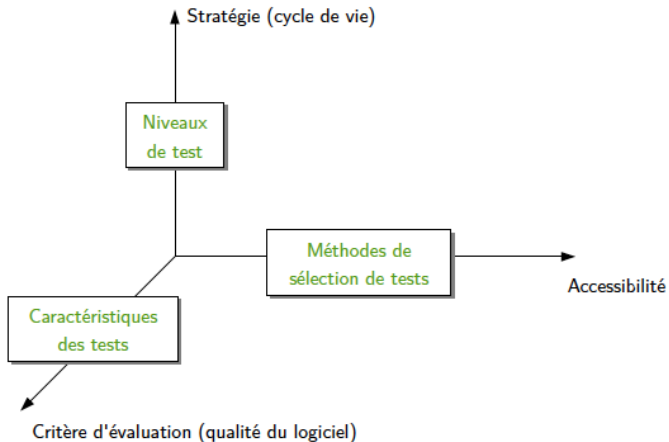 Stratégie (cycle de vie)
Niveaux
de test
Méthodes de
sélection de tests
Accessibilité
Caractéristiques
des tests
Critère d'évaluation (qualité du logiciel)